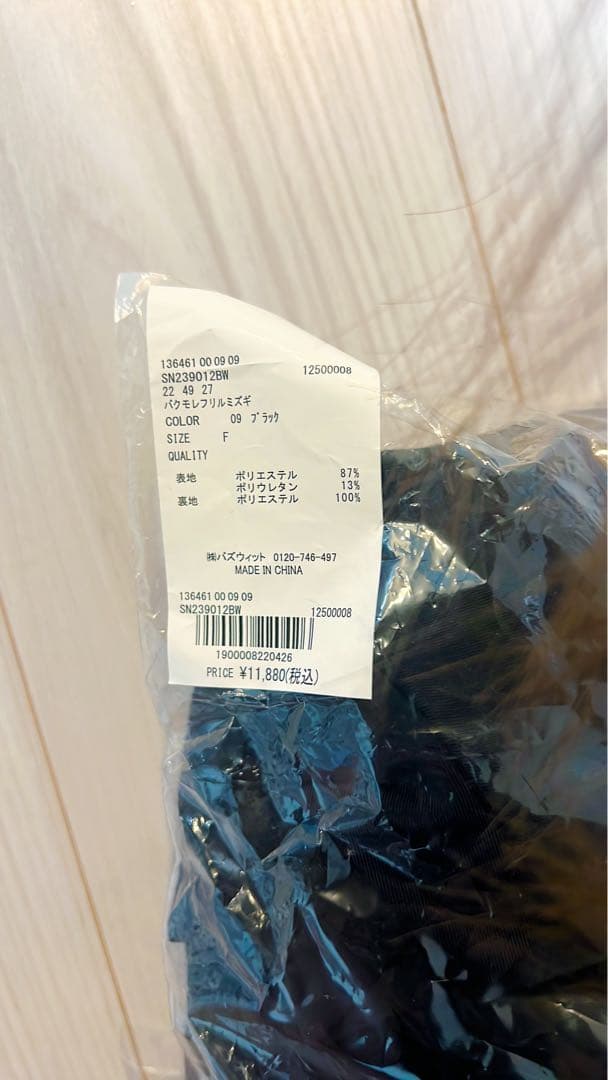 136461 00 09 09
SN239012BW 12500008
22 49 27
バクモレフリルミズギ
COLOR 09 ブラック
SIZE F
QUALITY
表地 ポリエステル 87%
ポリウレタン 13%
裏地 ポリエステル 100%
㈱バズウィット 0120-746-497
MADE IN CHINA
136461 00 09 09
SN239012BW 12500008
1900008220426
PRICE ¥11,880(税込)